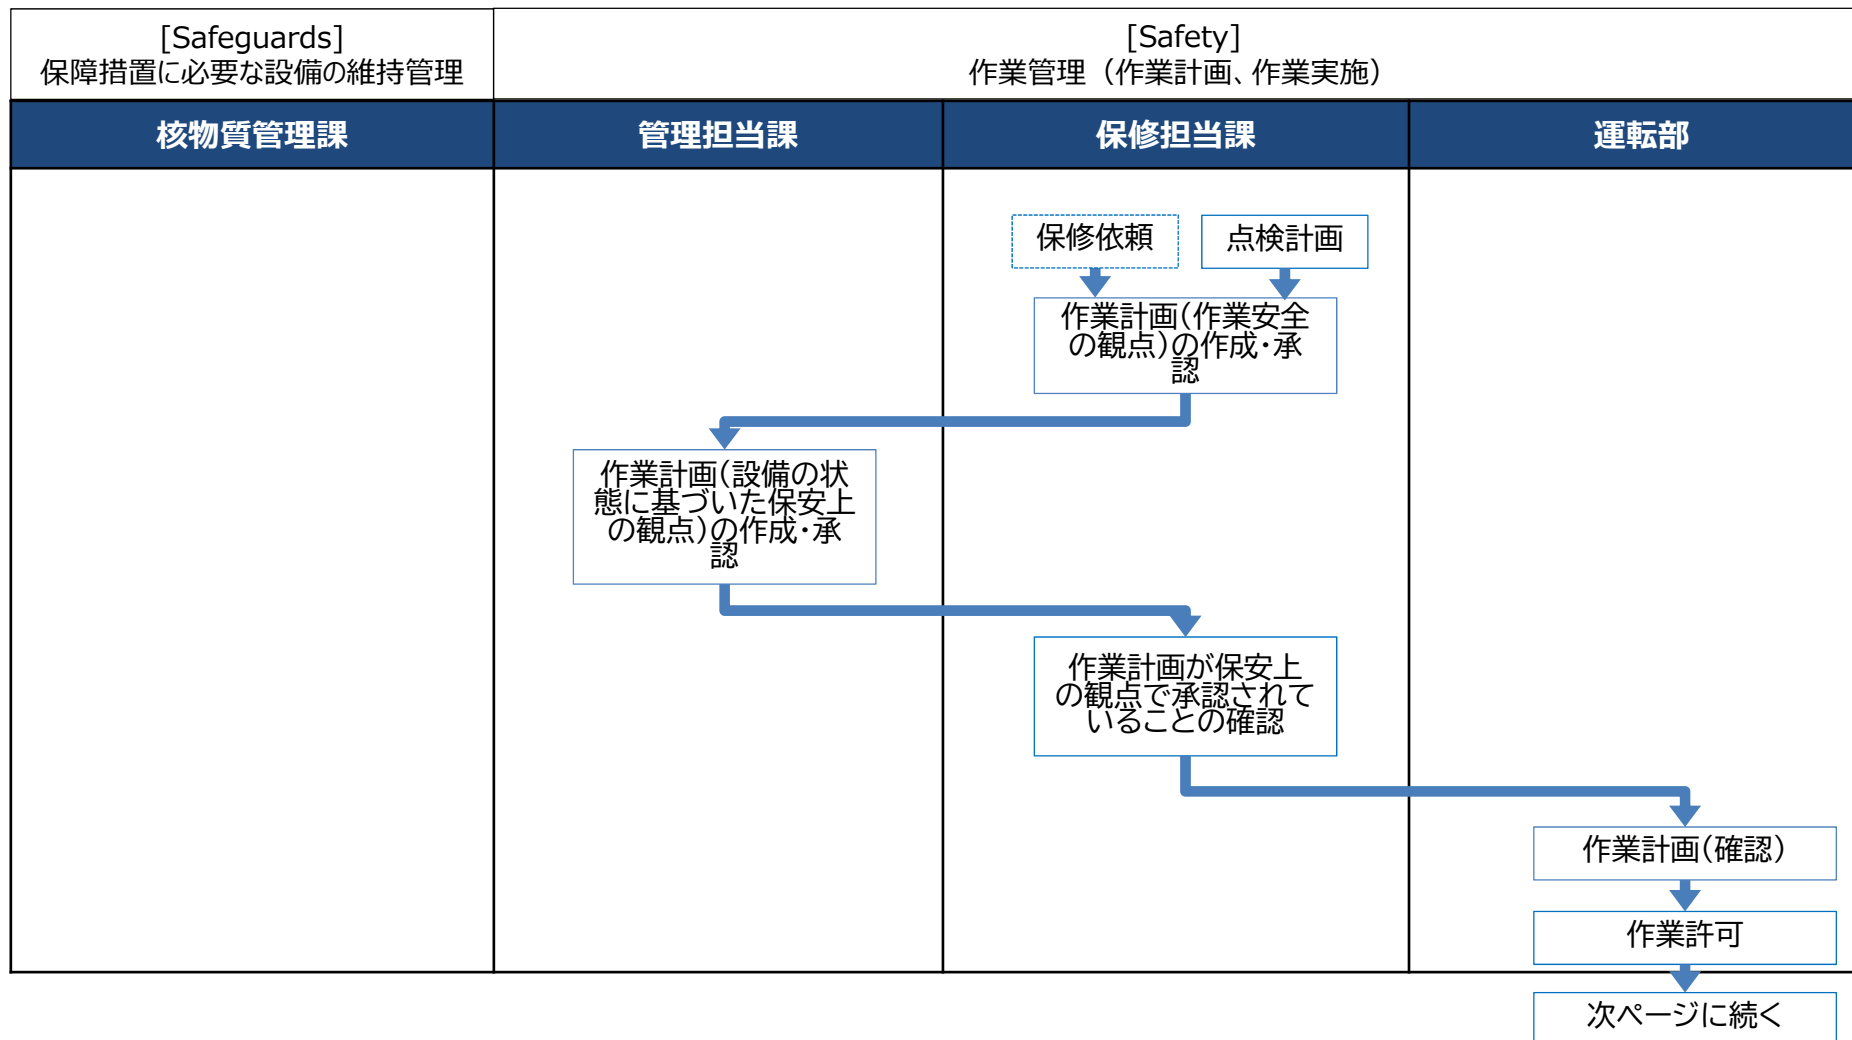 [Safeguards]
保障措置に必要な設備の維持管理
[Safety]
作業管理（作業計画、作業実施）
核物質管理課
管理担当課
保修担当課
運転部
保修依頼
点検計画
作業計画（作業安全
の観点）の作成・承
認
作業計画（設備の状
態に基づいた保安上
の観点）の作成・承
認
作業計画が保安上
の観点で承認されて
いることの確認
作業計画（確認）
作業許可
次ページに続く